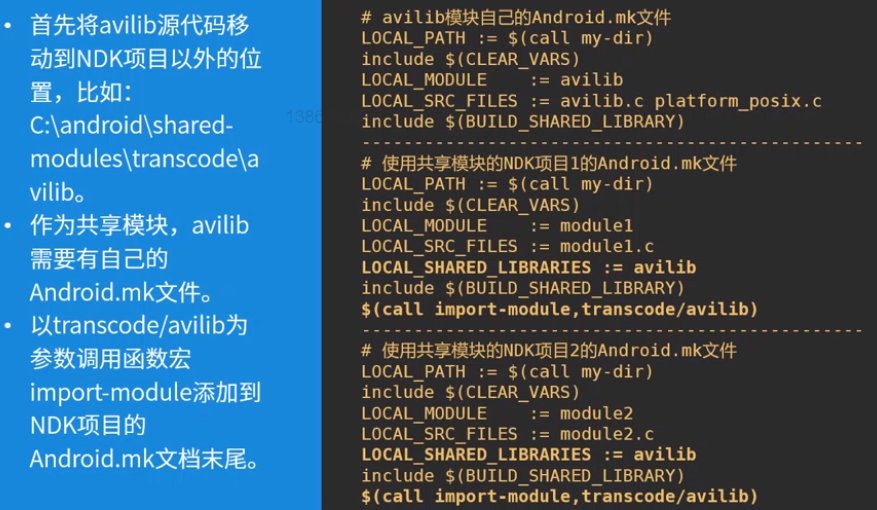 • 首先将avilib源代码移
动到NDK项目以外的位
置，比如：
C:\android\shared-
modules\transcode\a
vilib。
• 作为共享模块，avilib
需要有自己的
Android.mk文件。
• 以transcode/avilib为
参数调用函数宏
import-module添加到
NDK项目的
Android.mk文档末尾。
# avilib模块自己的Android.mk文件
LOCAL_PATH := $(call my-dir)
include $(CLEAR_VARS)
LOCAL_MODULE    := avilib
LOCAL_SRC_FILES := avilib.c platform_posix.c
include $(BUILD_SHARED_LIBRARY)
------------------------------------------------
# 使用共享模块的NDK项目1的Android.mk文件
LOCAL_PATH := $(call my-dir)
include $(CLEAR_VARS)
LOCAL_MODULE    := module1
LOCAL_SRC_FILES := module1.c
LOCAL_SHARED_LIBRARIES := avilib
include $(BUILD_SHARED_LIBRARY)
$(call import-module,transcode/avilib)
------------------------------------------------
# 使用共享模块的NDK项目2的Android.mk文件
LOCAL_PATH := $(call my-dir)
include $(CLEAR_VARS)
LOCAL_MODULE    := module2
LOCAL_SRC_FILES := module2.c
LOCAL_SHARED_LIBRARIES := avilib
include $(BUILD_SHARED_LIBRARY)
$(call import-module,transcode/avilib)